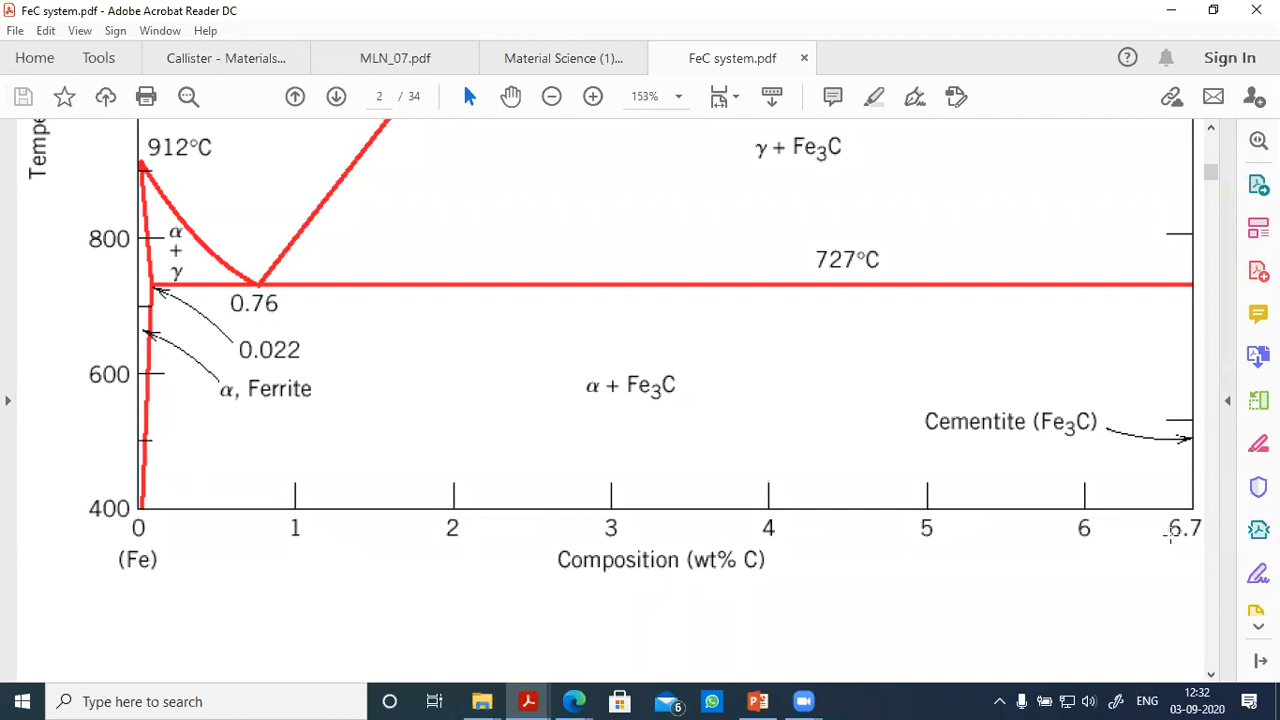 FeC system.pdf - Adobe Acrobat Reader DC
File Edit View Sign Window Help
Home Tools Callister - Materials... MLN_07.pdf Material Science (1)... FeC system.pdf × Sign In
2 / 34 153%
Tempe
912°C
γ + Fe₃C
800
α
+
γ
727°C
0.76
0.022
600
α, Ferrite
α + Fe₃C
Cementite (Fe₃C)
400
0 1 2 3 4 5 6 6.7
(Fe)
Composition (wt% C)
Type here to search
6
ENG
12:32
03-09-2020